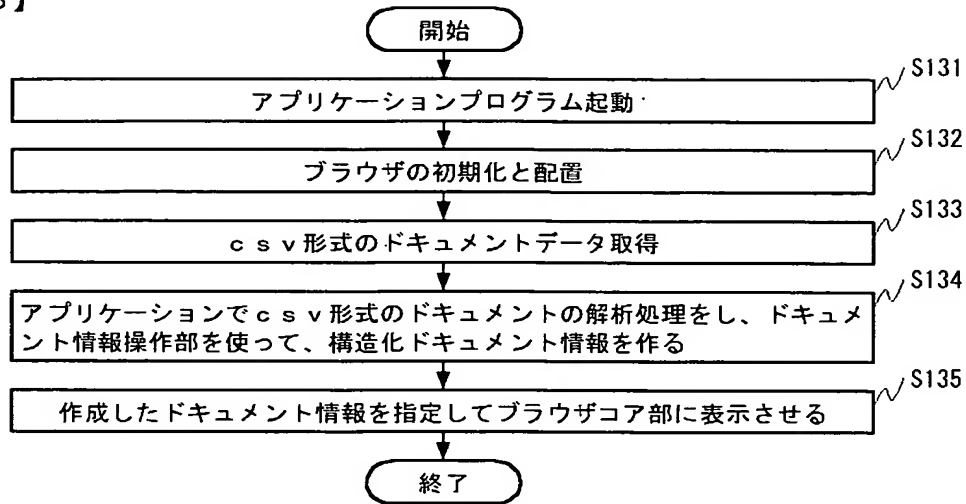 】
開始
S131
アプリケーションプログラム起動
S132
ブラウザの初期化と配置
S133
ｃｓｖ形式のドキュメントデータ取得
S134
アプリケーションでｃｓｖ形式のドキュメントの解析処理をし、ドキュメ
ント情報操作部を使って、構造化ドキュメント情報を作る
S135
作成したドキュメント情報を指定してブラウザコア部に表示させる
終了